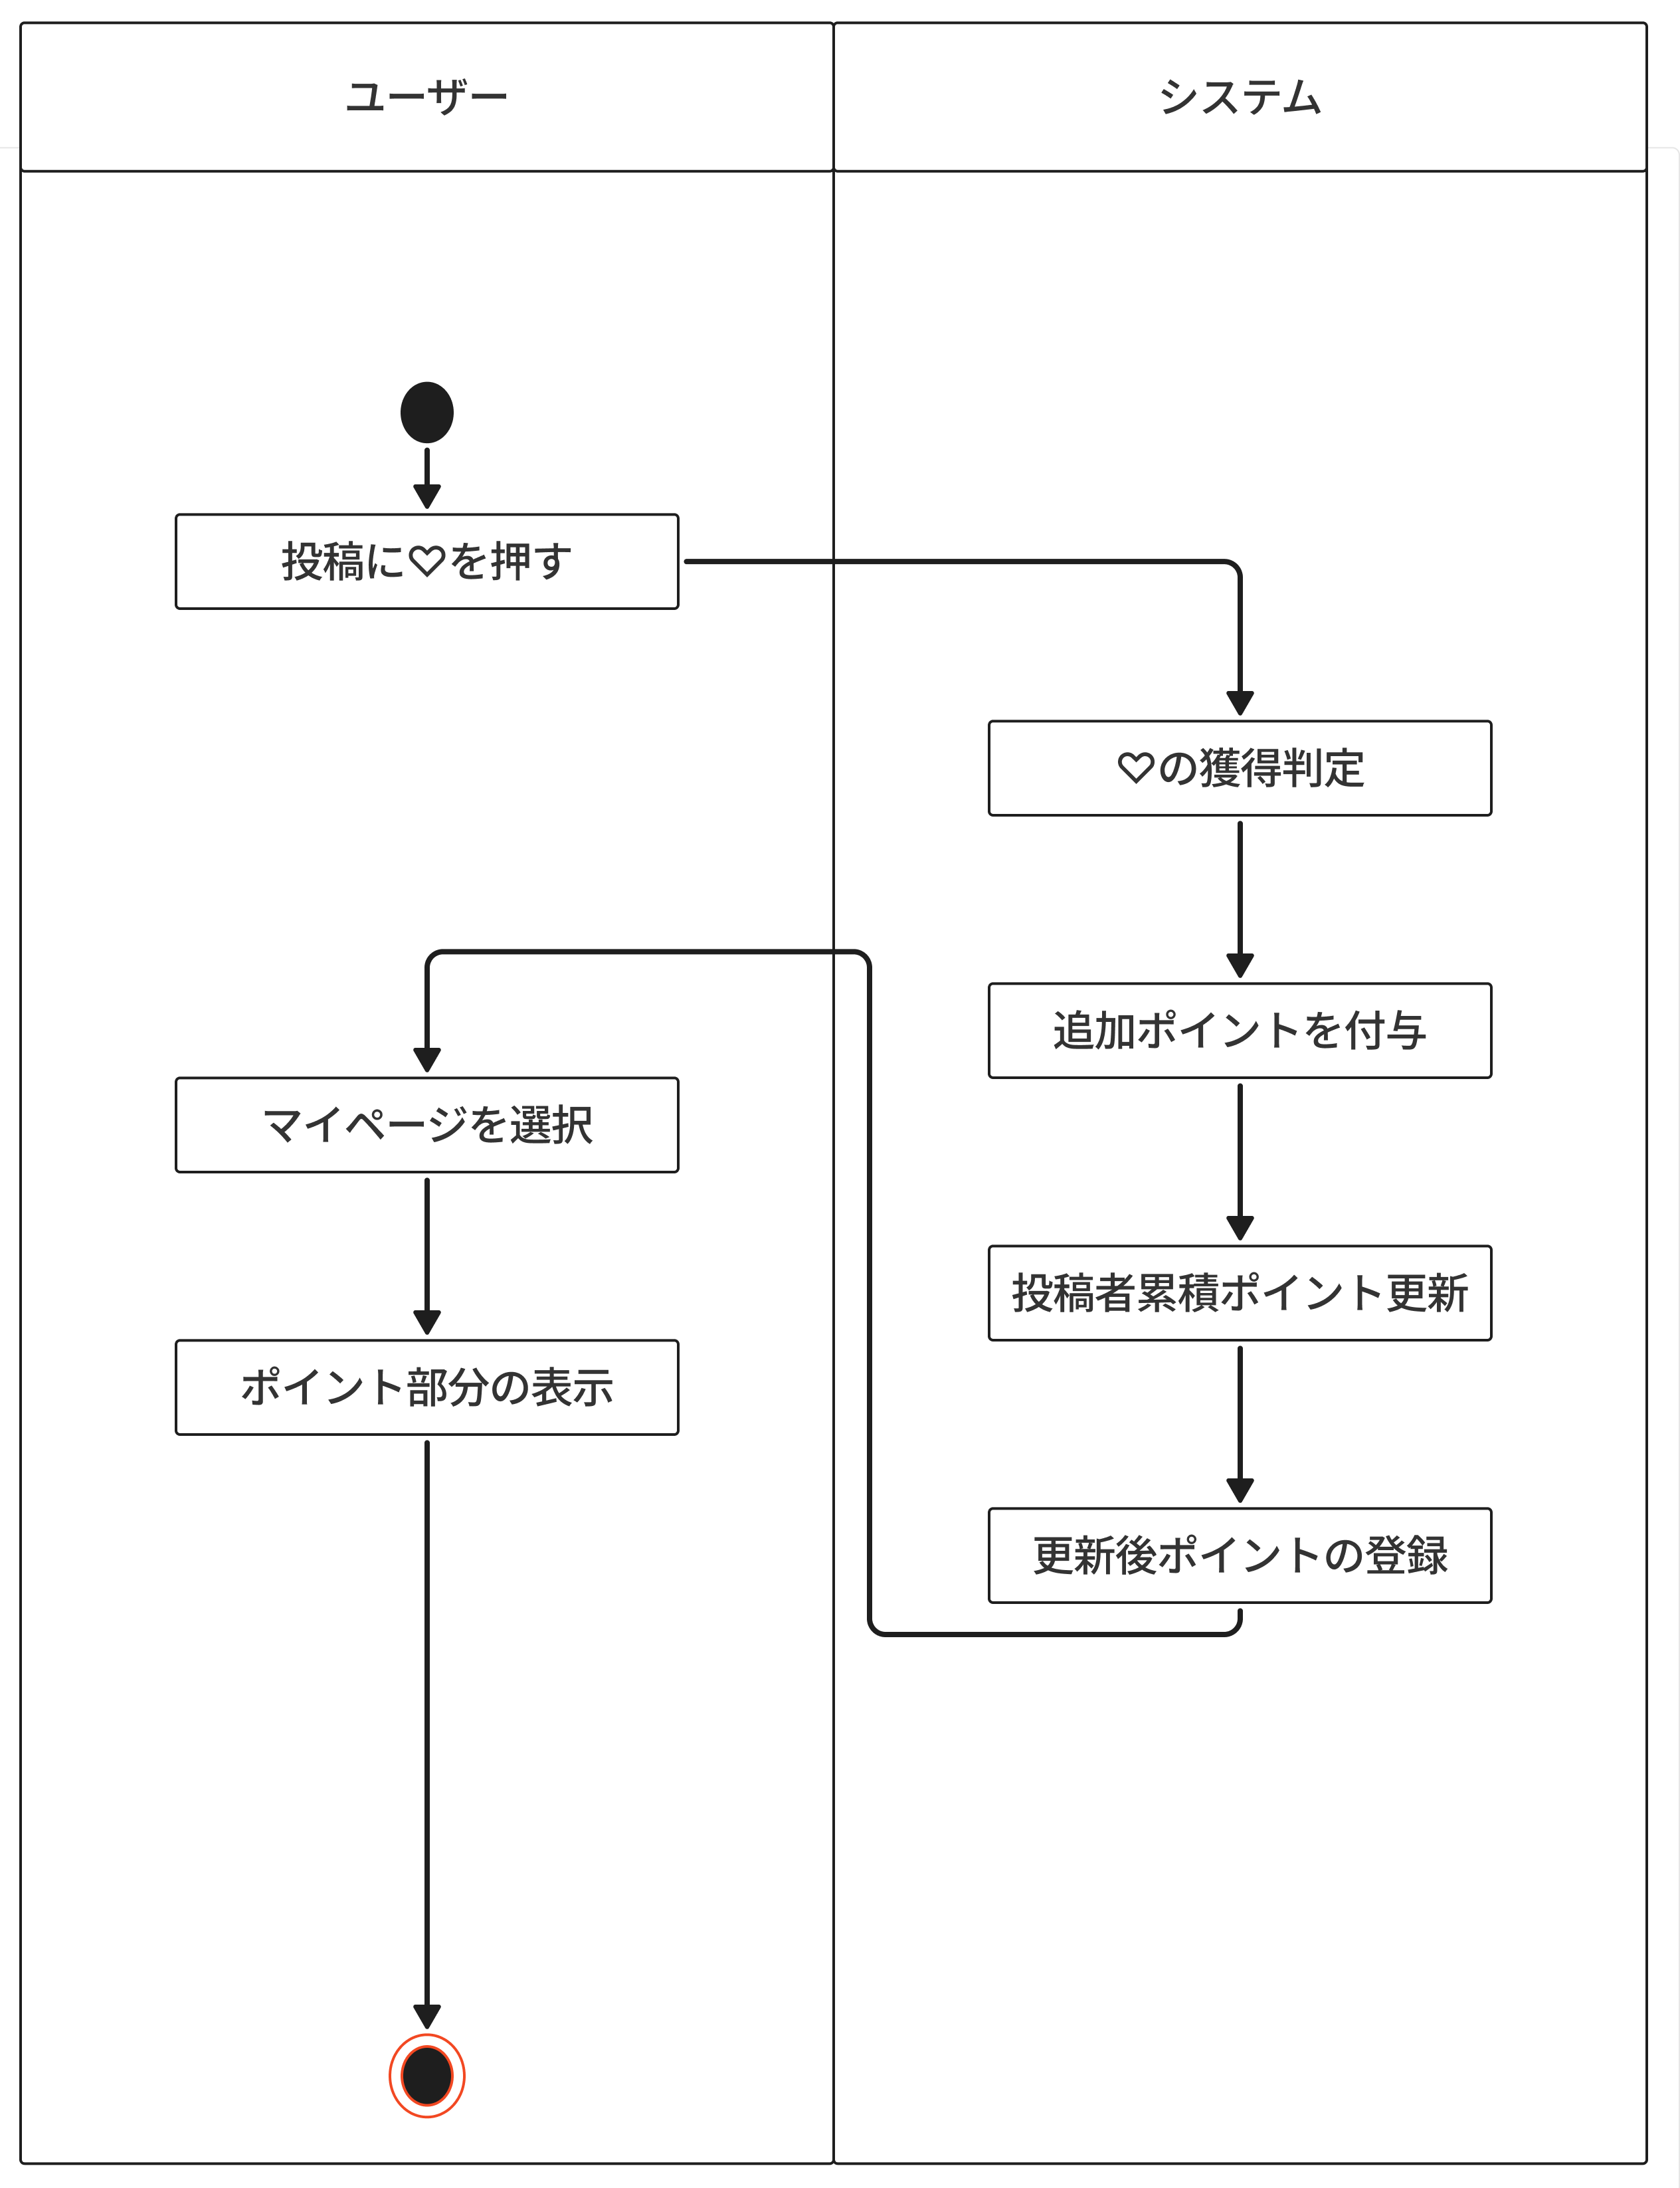 ユーザー
システム
投稿に♡を押す
♡の獲得判定
追加ポイントを付与
マイページを選択
投稿者累積ポイント更新
ポイント部分の表示
更新後ポイントの登録